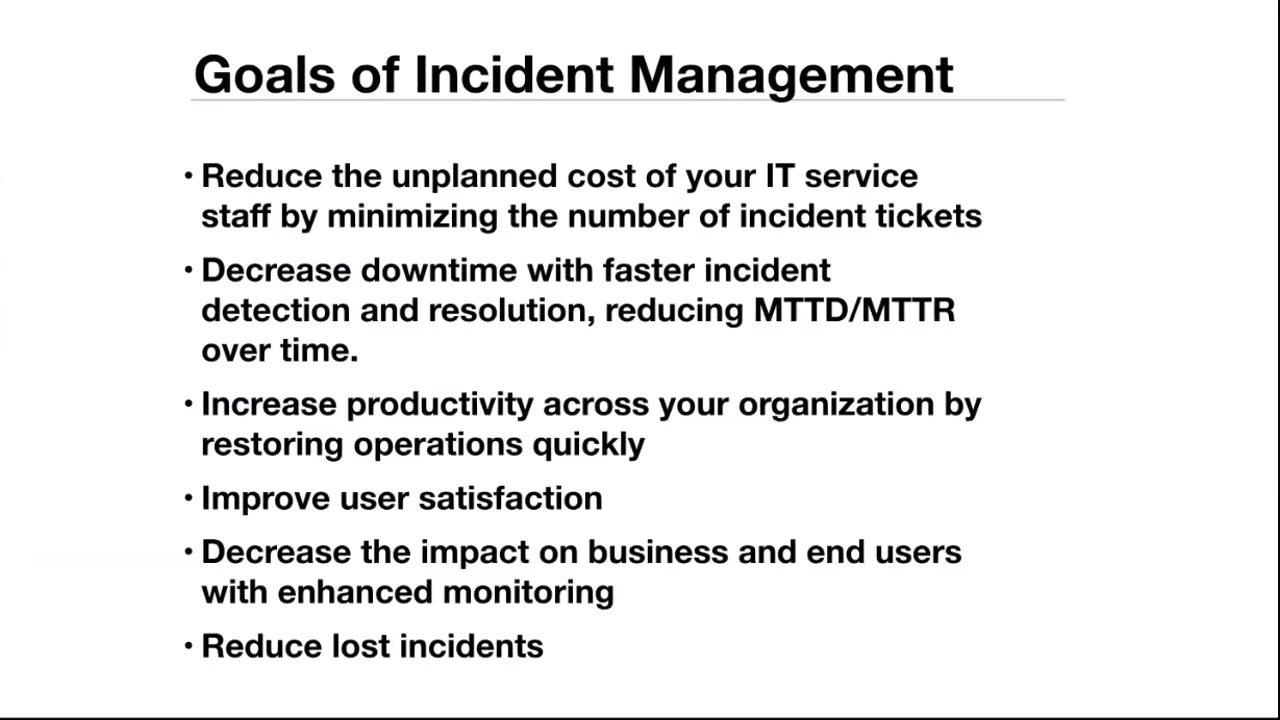 Goals of Incident Management
• Reduce the unplanned cost of your IT service
staff by minimizing the number of incident tickets
• Decrease downtime with faster incident
detection and resolution, reducing MTTD/MTTR
over time.
• Increase productivity across your organization by
restoring operations quickly
• Improve user satisfaction
• Decrease the impact on business and end users
with enhanced monitoring
• Reduce lost incidents